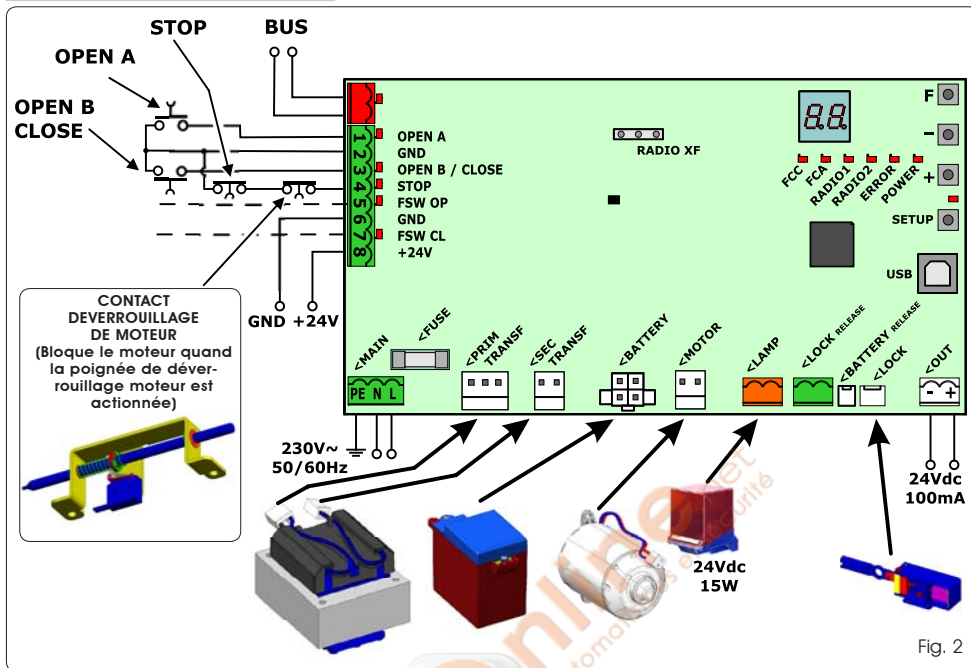 STOP
BUS
OPEN A
OPEN B
CLOSE
1 OPEN A
2 GND
3 OPEN B / CLOSE
4 STOP
5 FSW OP
6 GND
7 FSW CL
8 +24V
RADIO XF
8.8.
FCC
FCA
RADIO1
RADIO2
ERROR
POWER
F
-
+
SETUP
USB
GND +24V
CONTACT
DEVERROUILLAGE
DE MOTEUR
(Bloque le moteur quand
la poignée de déver-
rouillage moteur est
actionnée)
<MAIN
<FUSE
<PRIM
TRANSF
<SEC
TRANSF
<BATTERY
<MOTOR
<LAMP
<LOCK RELEASE
<BATTERY RELEASE
<LOCK
<OUT
PE N L
- +
230V~
50/60Hz
24Vdc
15W
24Vdc
100mA
Fig. 2